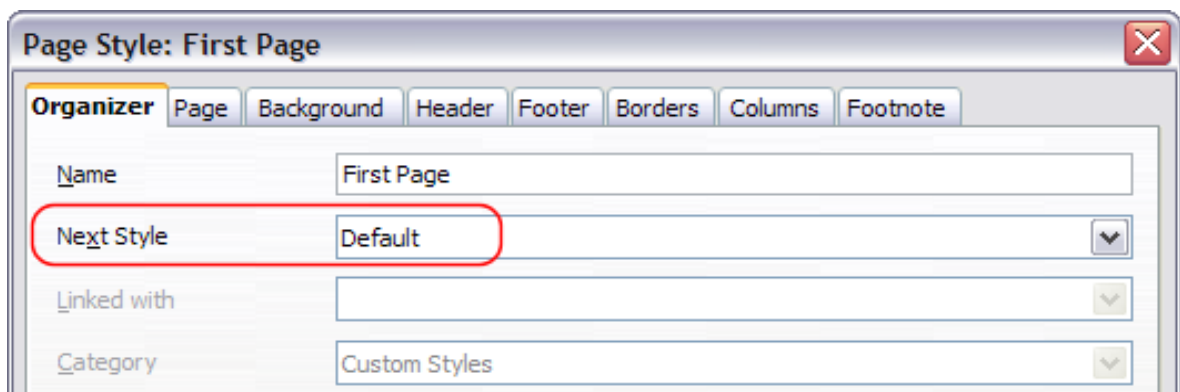 Page Style: First Page
Organizer Page Background Header Footer Borders Columns Footnote
Name First Page
Next Style Default
Linked with
Category Custom Styles